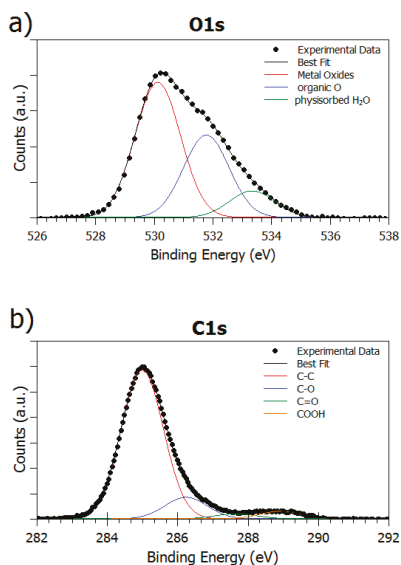 a)
O1s
Experimental Data
Best Fit
Metal Oxides
organic O
physisorbed H₂O
Counts (a.u.)
526 528 530 532 534 536 538
Binding Energy (eV)
b)
C1s
Experimental Data
Best Fit
C-C
C-O
C=O
COOH
Counts (a.u.)
282 284 286 288 290 292
Binding Energy (eV)